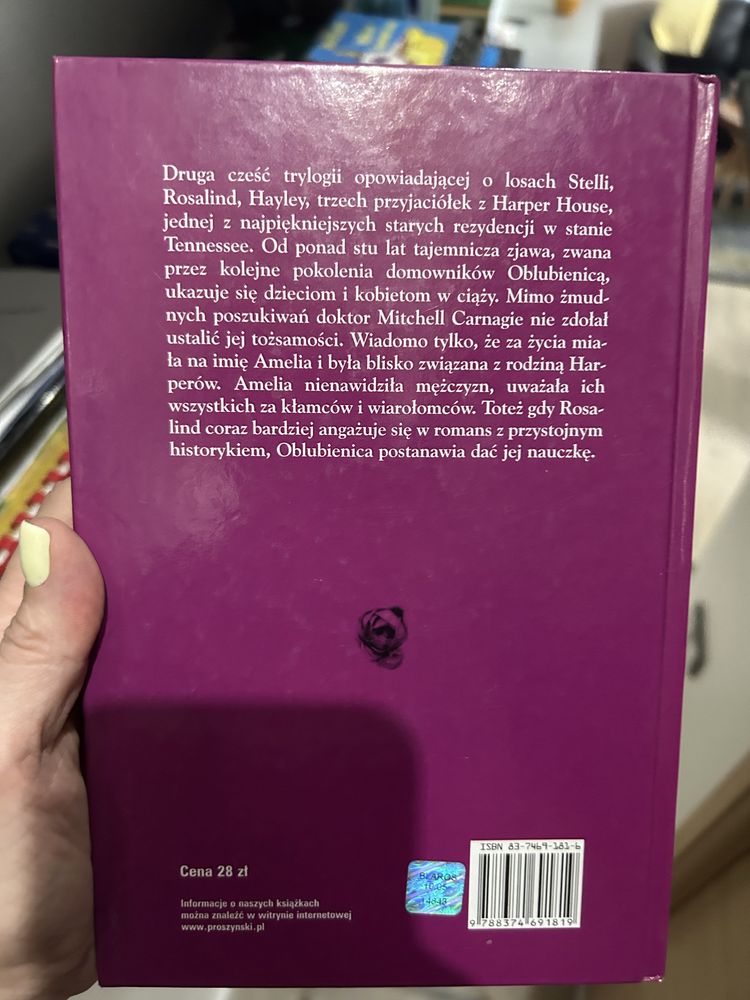 Druga cześć trylogii opowiadającej o losach Stelli,
Rosalind, Hayley, trzech przyjaciółek z Harper House,
jednej z najpiękniejszych starych rezydencji w stanie
Tennessee. Od ponad stu lat tajemnicza zjawa, zwana
przez kolejne pokolenia domowników Oblubienicą,
ukazuje się dzieciom i kobietom w ciąży. Mimo żmud-
nych poszukiwań doktor Mitchell Carnagie nie zdołał
ustalić jej tożsamości. Wiadomo tylko, że za życia mia-
ła na imię Amelia i była blisko związana z rodziną Har-
perów. Amelia nienawidziła mężczyzn, uważała ich
wszystkich za kłamców i wiarołomców. Toteż gdy Rosa-
lind coraz bardziej angażuje się w romans z przystojnym
historykiem, Oblubienica postanawia dać jej nauczkę.
Cena 28 zł
Informacje o naszych książkach
można znaleźć w witrynie internetowej
www.proszynski.pl
10.05
ISBN 83-7469-181-6
9 788374 691819